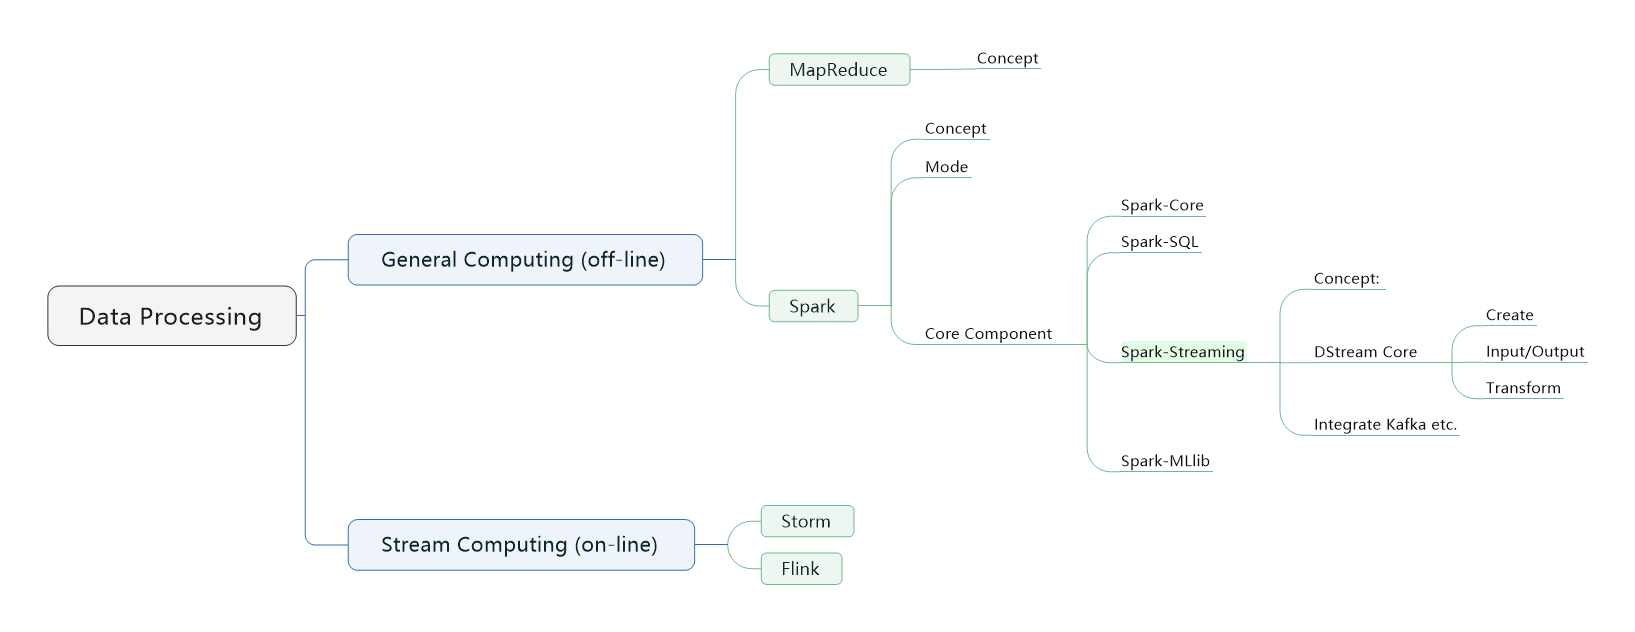 Data Processing
General Computing (off-line)
MapReduce
Concept
Spark
Concept
Mode
Core Component
Spark-Core
Spark-SQL
Spark-Streaming
Concept:
DStream Core
Create
Input/Output
Transform
Integrate Kafka etc.
Spark-MLlib
Stream Computing (on-line)
Storm
Flink